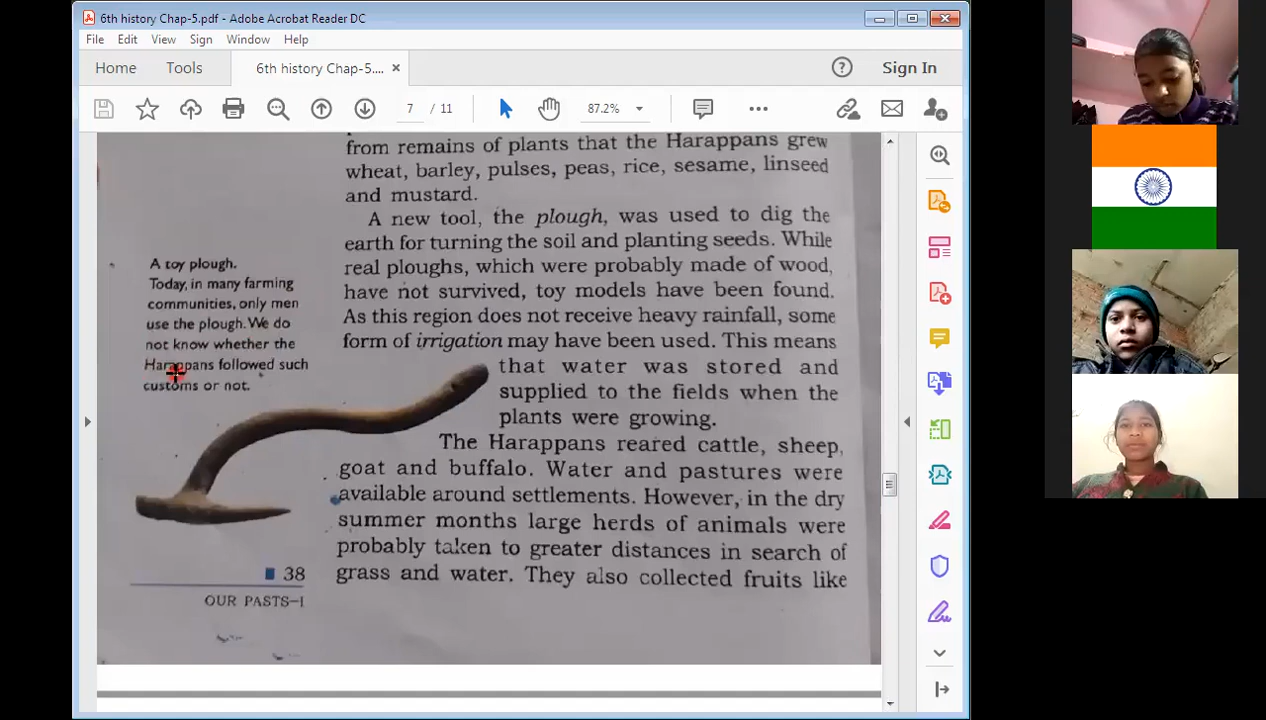 6th history Chap-5.pdf - Adobe Acrobat Reader DC
File Edit View Sign Window Help
Home Tools 6th history Chap-5.... × Sign In
7 / 11 87.2%
from remains of plants that the Harappans grew
wheat, barley, pulses, peas, rice, sesame, linseed
and mustard.
A new tool, the plough, was used to dig the
earth for turning the soil and planting seeds. While
real ploughs, which were probably made of wood,
have not survived, toy models have been found.
As this region does not receive heavy rainfall, some
form of irrigation may have been used. This means
that water was stored and
supplied to the fields when the
plants were growing.
The Harappans reared cattle, sheep,
goat and buffalo. Water and pastures were
available around settlements. However, in the dry
summer months large herds of animals were
probably taken to greater distances in search of
grass and water. They also collected fruits like
A toy plough.
Today, in many farming
communities, only men
use the plough. We do
not know whether the
Harappans followed such
customs or not.
38
OUR PASTS–I